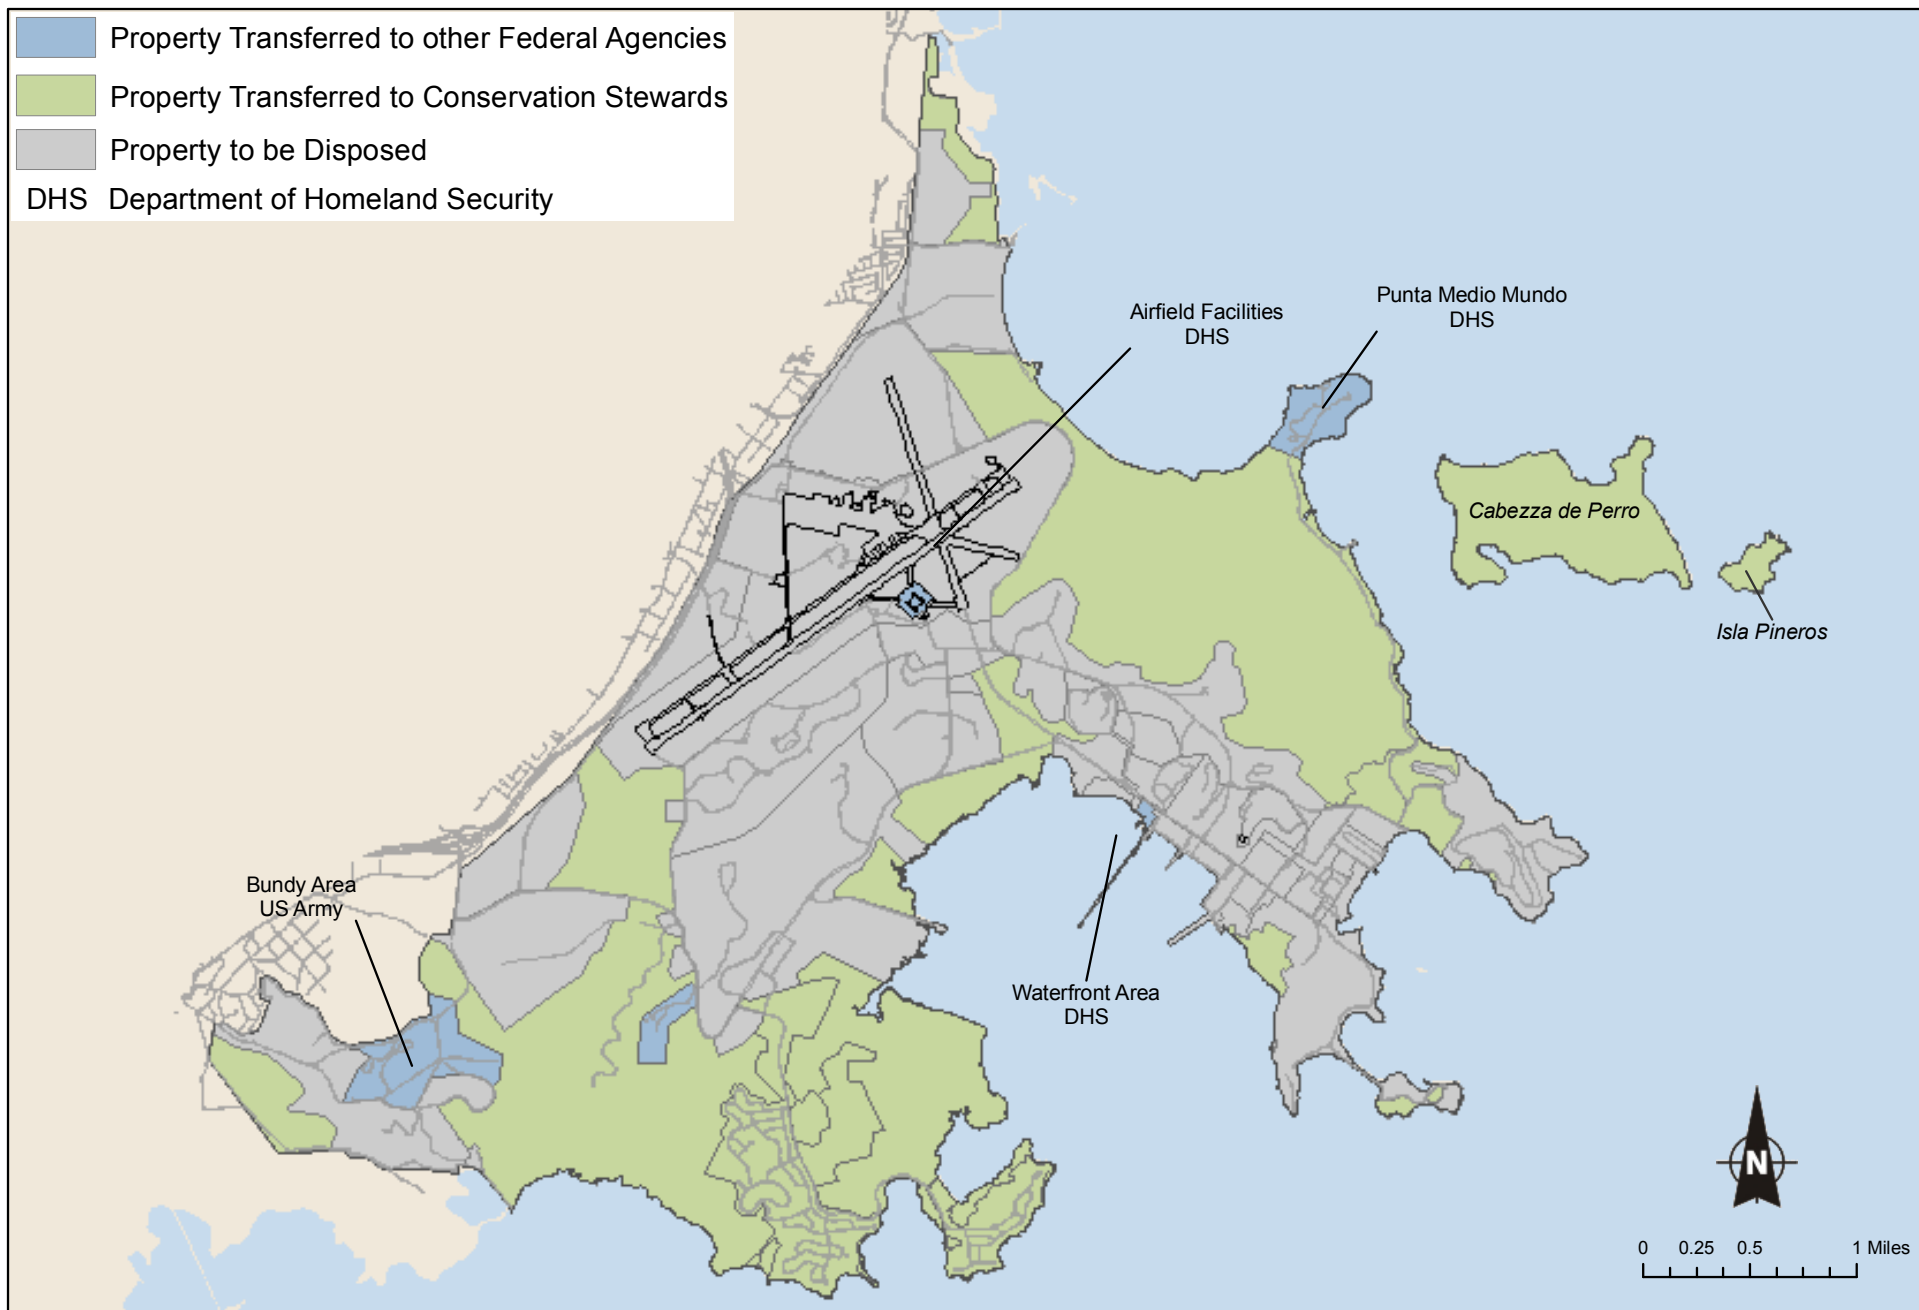 Property Transferred to other Federal Agencies
Property Transferred to Conservation Stewards
Property to be Disposed
DHS Department of Homeland Security
Airfield Facilities
DHS
Punta Medio Mundo
DHS
Cabezza de Perro
Isla Pineros
Bundy Area
US Army
Waterfront Area
DHS
N
0 0.25 0.5 1 Miles